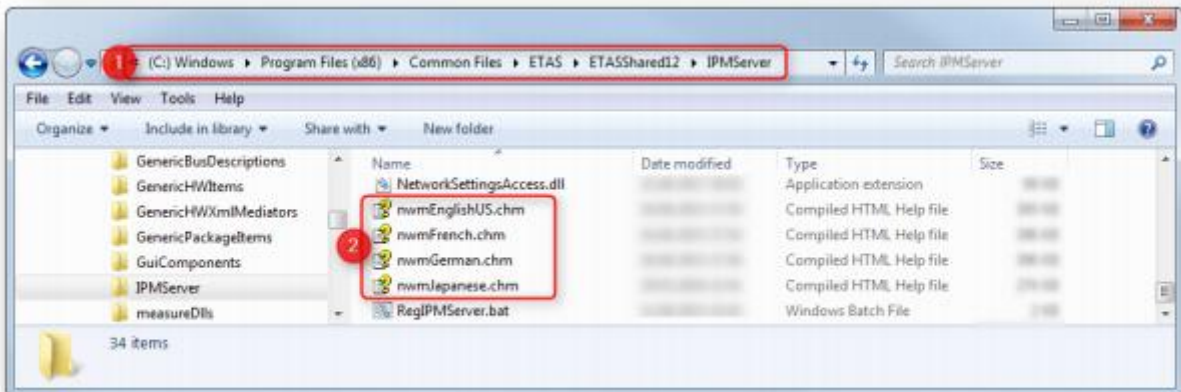 1 (C:) Windows ▸ Program Files (x86) ▸ Common Files ▸ ETAS ▸ ETASShared12 ▸ IPMServer Search IPMServer
File Edit View Tools Help
Organize Include in library Share with New folder
GenericBusDescriptions
GenericHWItems
GenericHWXmlMediators
GenericPackageItems
GuiComponents
IPMServer
measureDlls
Name Date modified Type Size
NetworkSettingsAccess.dll Application extension
2
nwmEnglishUS.chm Compiled HTML Help file
nwmFrench.chm Compiled HTML Help file
nwmGerman.chm Compiled HTML Help file
nwmJapanese.chm Compiled HTML Help file
RegIPMServer.bat Windows Batch File
34 items